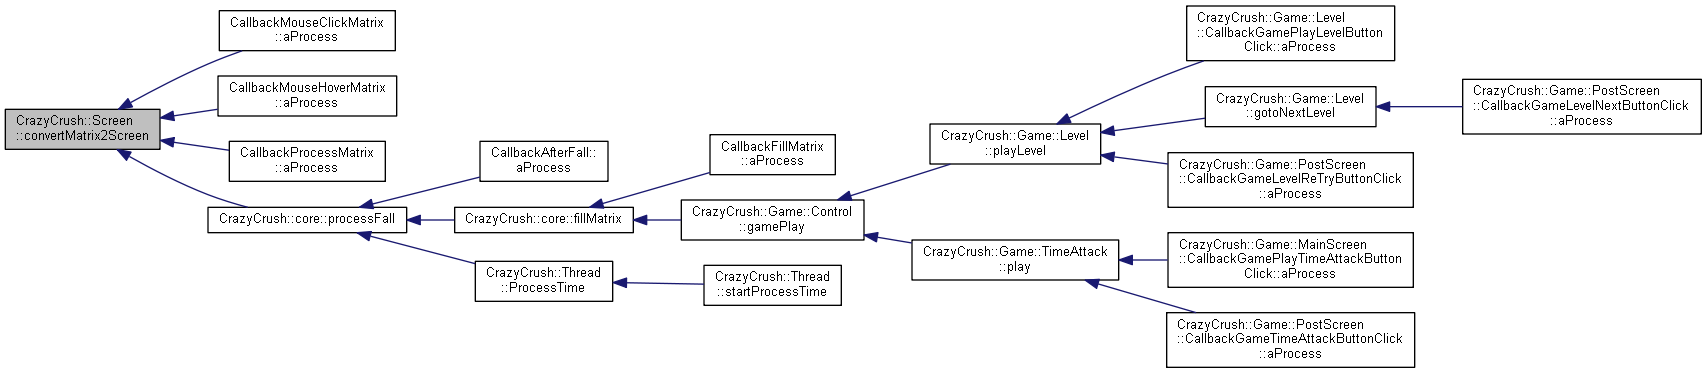 CrazyCrush::Screen
::convertMatrix2Screen
CallbackMouseClickMatrix
::aProcess
CallbackMouseHoverMatrix
::aProcess
CallbackProcessMatrix
::aProcess
CrazyCrush::core::processFall
CallbackAfterFall::
aProcess
CrazyCrush::core::fillMatrix
CrazyCrush::Thread
::ProcessTime
CallbackFillMatrix
::aProcess
CrazyCrush::Game::Control
::gamePlay
CrazyCrush::Thread
::startProcessTime
CrazyCrush::Game::Level
::playLevel
CrazyCrush::Game::TimeAttack
::play
CrazyCrush::Game::Level
::CallbackGamePlayLevelButton
Click::aProcess
CrazyCrush::Game::Level
::gotoNextLevel
CrazyCrush::Game::PostScreen
::CallbackGameLevelReTryButtonClick
::aProcess
CrazyCrush::Game::MainScreen
::CallbackGamePlayTimeAttackButton
Click::aProcess
CrazyCrush::Game::PostScreen
::CallbackGameTimeAttackButtonClick
::aProcess
CrazyCrush::Game::PostScreen
::CallbackGameLevelNextButtonClick
::aProcess